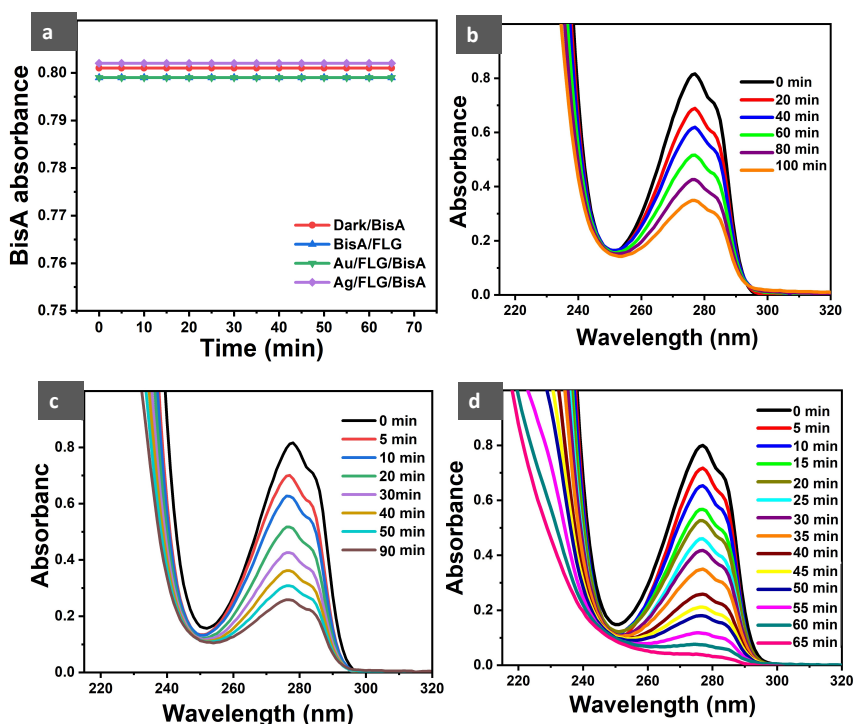 a
BisA absorbance
0.80
0.79
0.78
0.77
0.76
0.75
Dark/BisA
BisA/FLG
Au/FLG/BisA
Ag/FLG/BisA
0 10 20 30 40 50 60 70
Time (min)
b
Absorbance
0.8
0.6
0.4
0.2
0.0
0 min
20 min
40 min
60 min
80 min
100 min
220 240 260 280 300 320
Wavelength (nm)
c
Absorbanc
0.8
0.6
0.4
0.2
0.0
0 min
5 min
10 min
20 min
30min
40 min
50 min
90 min
220 240 260 280 300 320
Wavelength (nm)
d
Absorbance
0.8
0.6
0.4
0.2
0.0
0 min
5 min
10 min
15 min
20 min
25 min
30 min
35 min
40 min
45 min
50 min
55 min
60 min
65 min
220 240 260 280 300 320
Wavelength (nm)